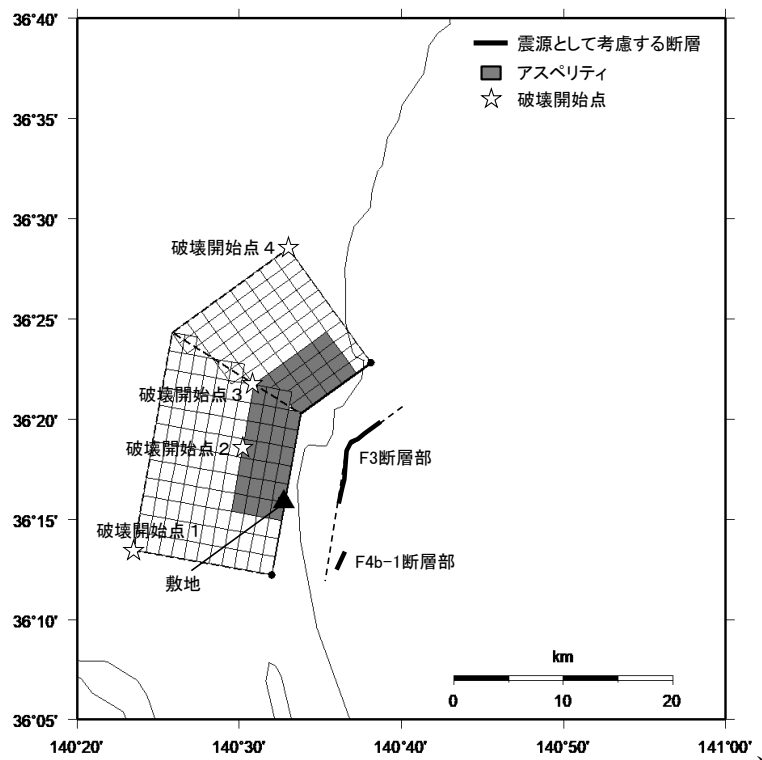 36°40'
震源として考慮する断層
アスペリティ
破壊開始点
36°35'
36°30'
破壊開始点4
36°25'
破壊開始点3
36°20'
破壊開始点2
F3断層部
36°15'
破壊開始点1
敷地
F4b-1断層部
36°10'
km
0 10 20
36°05'
140°20' 140°30' 140°40' 140°50' 141°00'